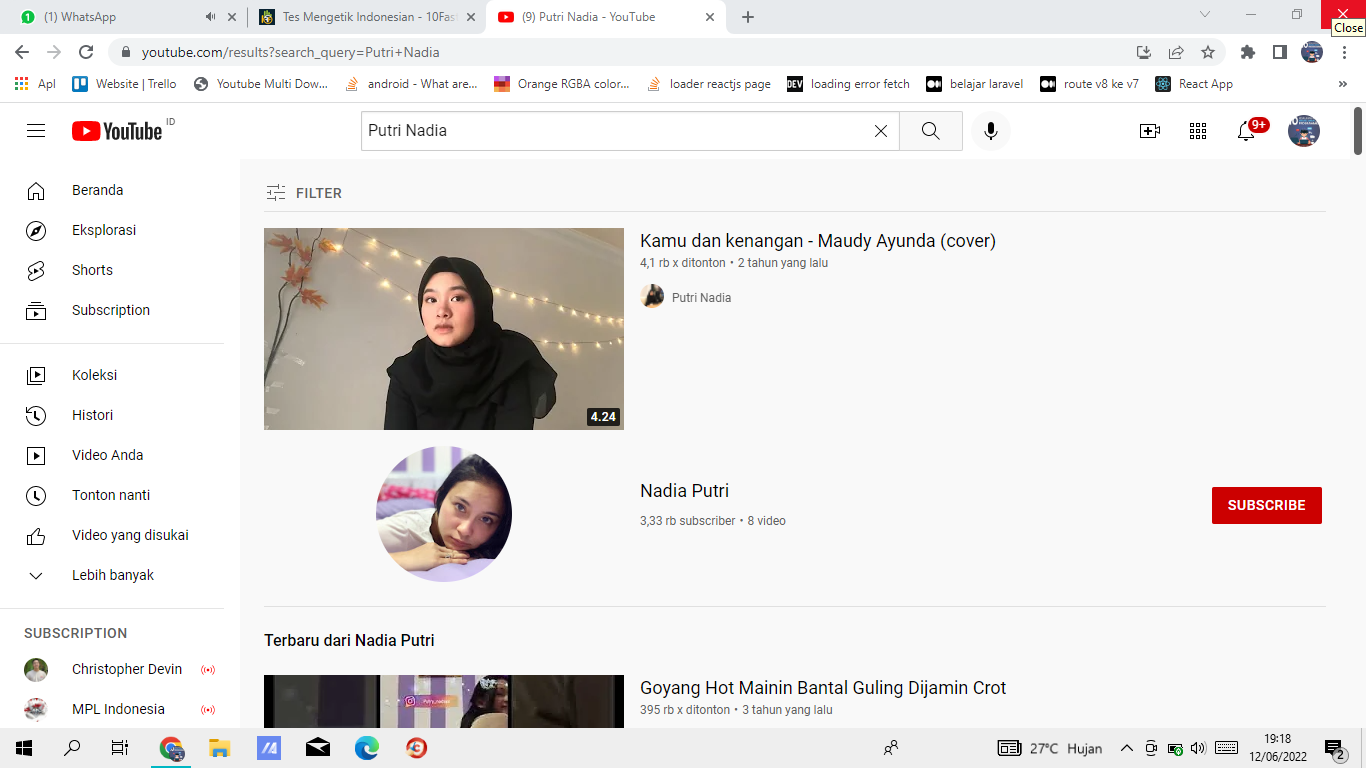 (1) WhatsApp
Tes Mengetik Indonesian - 10Fas
(9) Putri Nadia - YouTube
Close
youtube.com/results?search_query=Putri+Nadia
Apl
Website | Trello
Youtube Multi Dow...
android - What are...
Orange RGBA color...
loader reactjs page
DEV
loading error fetch
belajar laravel
route v8 ke v7
React App
»
YouTube ID
Putri Nadia
9+
Beranda
Eksplorasi
Shorts
Subscription
Koleksi
Histori
Video Anda
Tonton nanti
Video yang disukai
Lebih banyak
SUBSCRIPTION
Christopher Devin
MPL Indonesia
FILTER
Kamu dan kenangan - Maudy Ayunda (cover)
4,1 rb x ditonton • 2 tahun yang lalu
Putri Nadia
4.24
Nadia Putri
3,33 rb subscriber • 8 video
SUBSCRIBE
Terbaru dari Nadia Putri
Goyang Hot Mainin Bantal Guling Dijamin Crot
395 rb x ditonton • 3 tahun yang lalu
27°C Hujan
19:18
12/06/2022
2